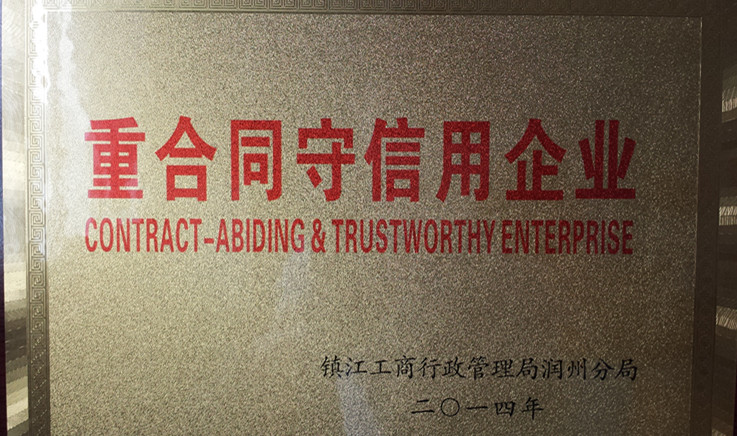 重合同守信用企业
CONTRACT-ABIDING & TRUSTWORTHY ENTERPRISE
镇江工商行政管理局润州分局
二〇一四年